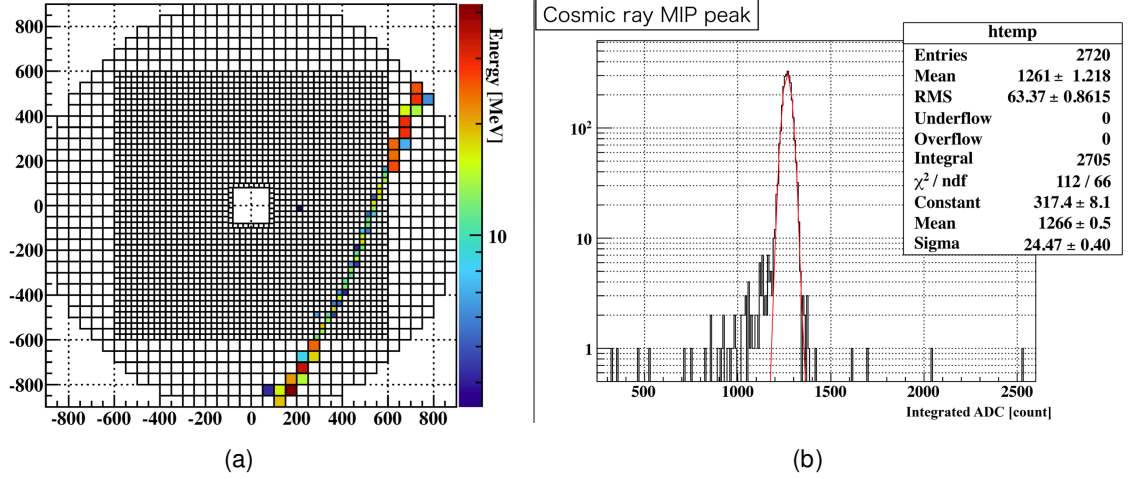 800
600
400
200
0
-200
-400
-600
-800
-800 -600 -400 -200 0 200 400 600 800
Energy [MeV]
10
(a)
Cosmic ray MIP peak
htemp
Entries 2720
Mean 1261 ± 1.218
RMS 63.37 ± 0.8615
Underflow 0
Overflow 0
Integral 2705
χ² / ndf 112 / 66
Constant 317.4 ± 8.1
Mean 1266 ± 0.5
Sigma 24.47 ± 0.40
10²
10
1
500 1000 1500 2000 2500
Integrated ADC [count]
(b)